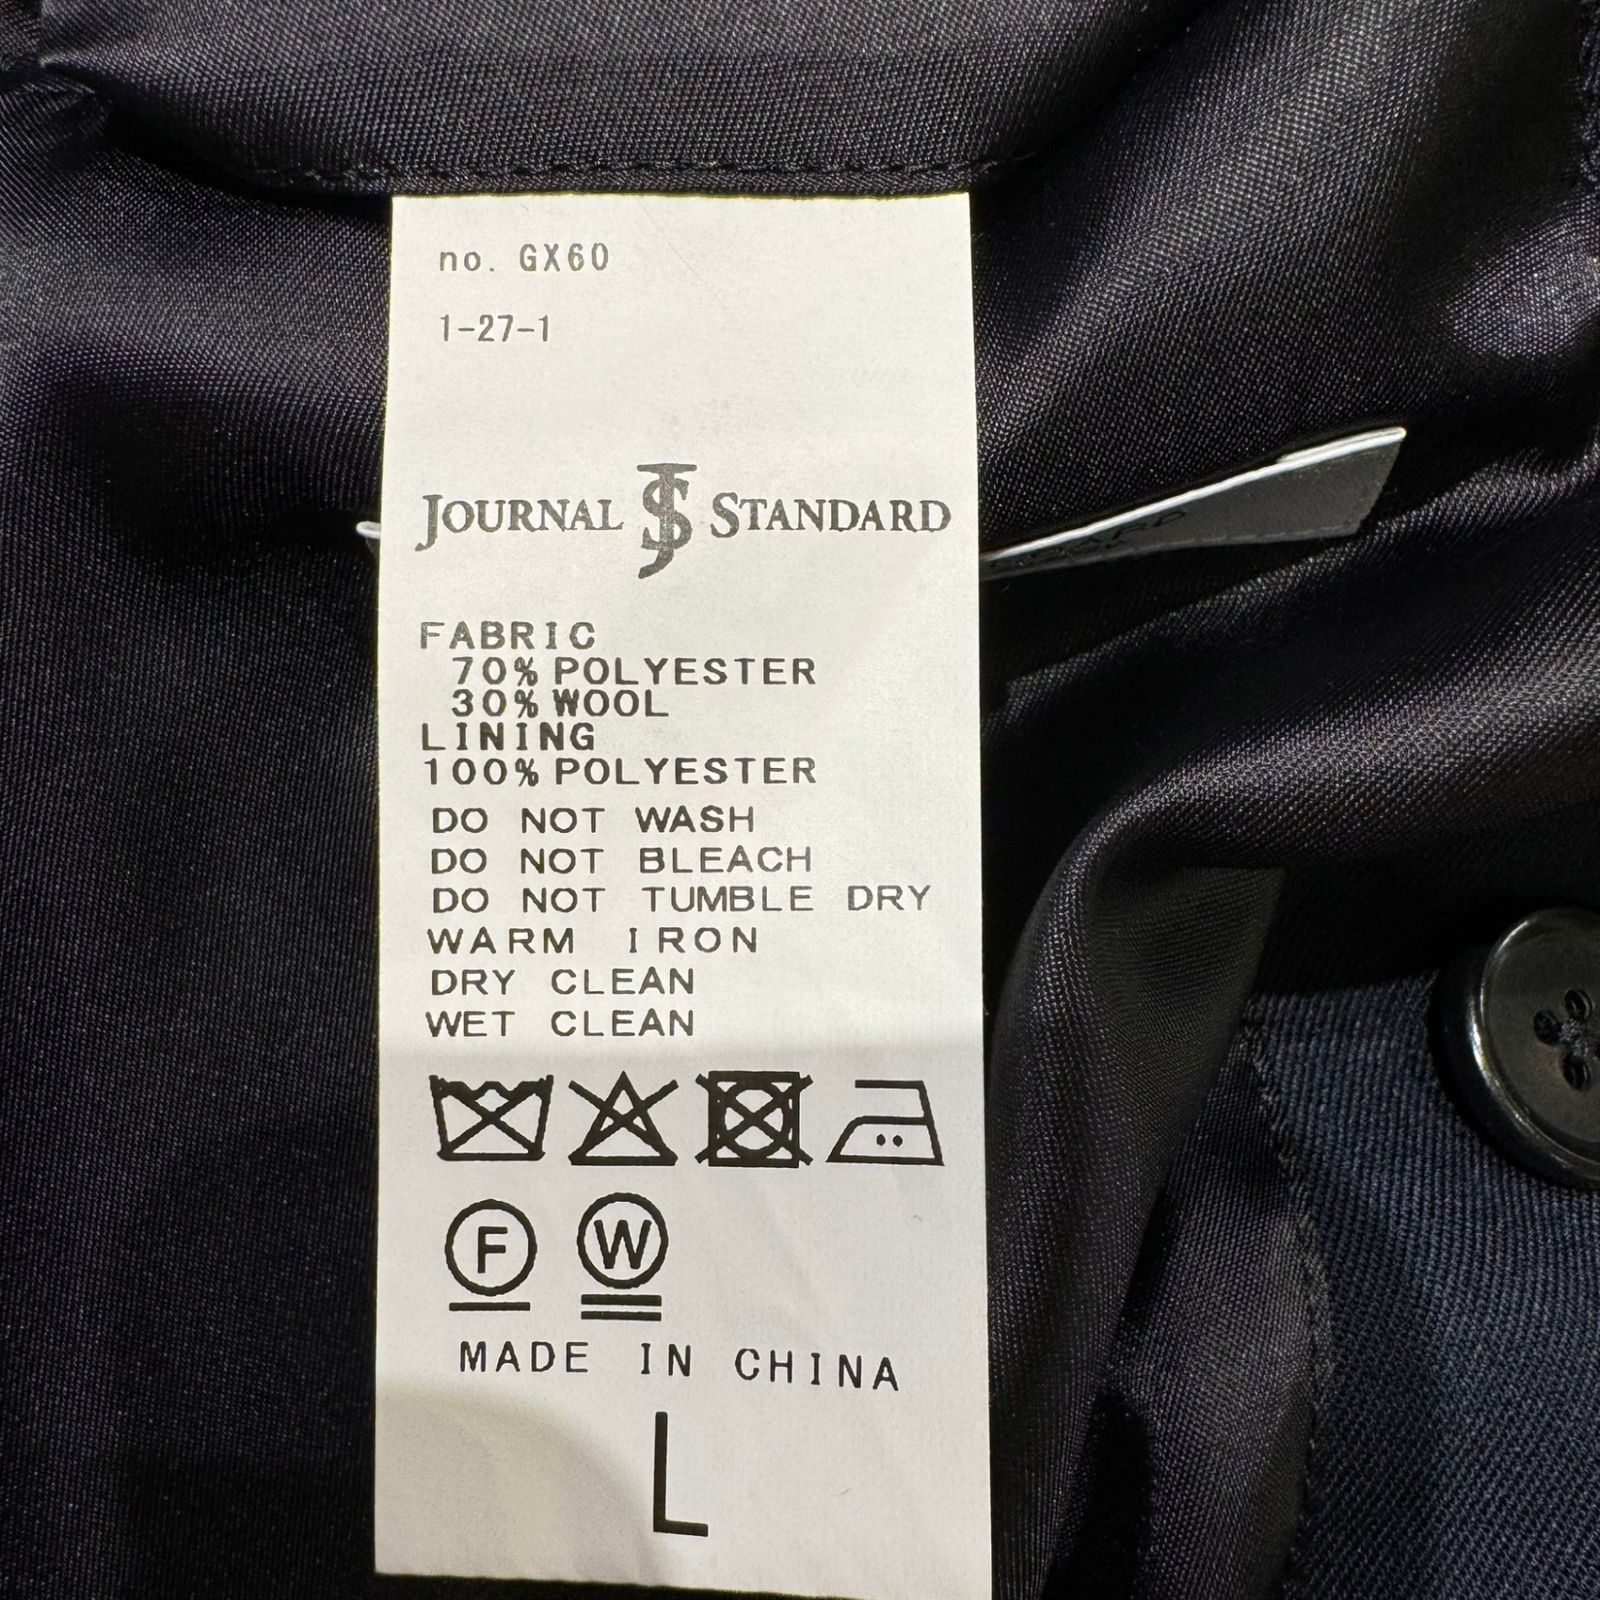 no. GX60
1-27-1
JOURNAL JS STANDARD
FABRIC
70% POLYESTER
30% WOOL
LINING
100% POLYESTER
DO NOT WASH
DO NOT BLEACH
DO NOT TUMBLE DRY
WARM IRON
DRY CLEAN
WET CLEAN
F W
MADE IN CHINA
L